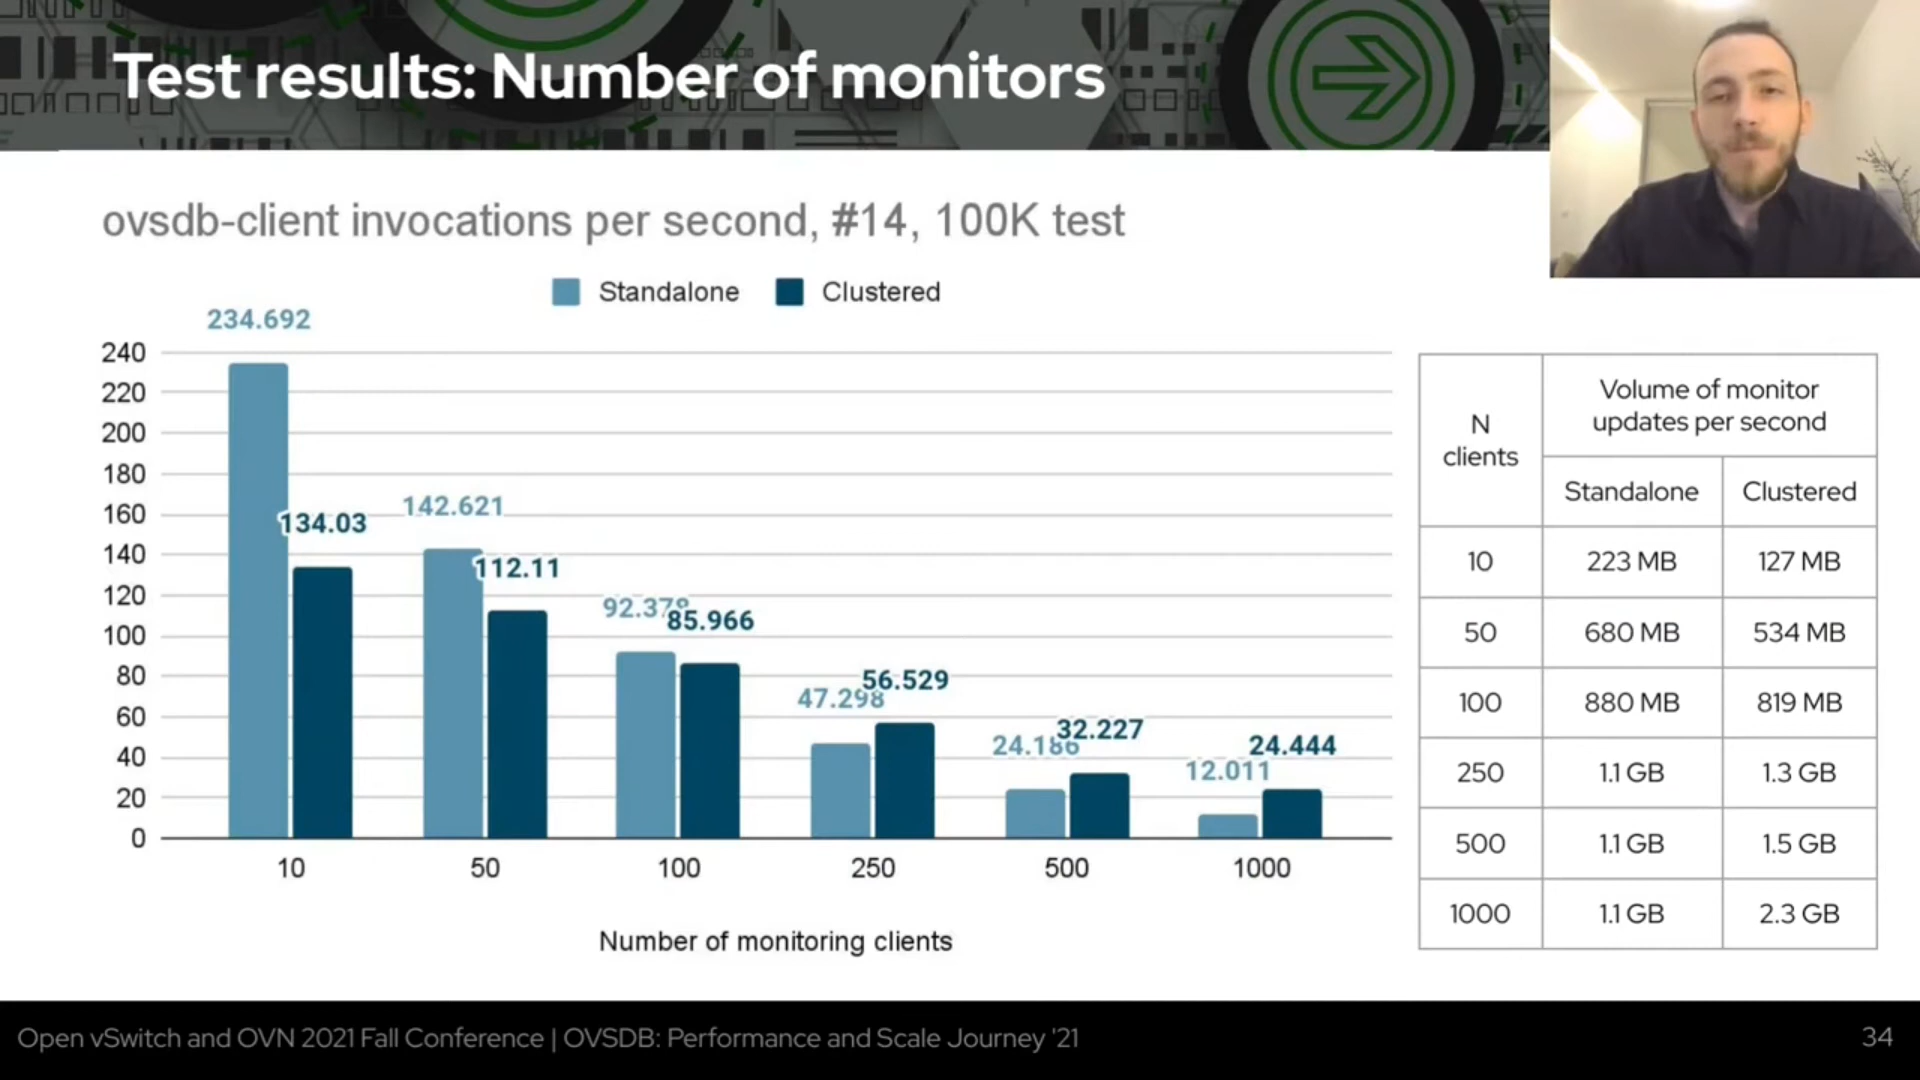 Test results: Number of monitors
ovsdb-client invocations per second, #14, 100K test
Standalone
Clustered
240
220
200
180
160
140
120
100
80
60
40
20
0
234.692
134.03
142.621
112.11
85.966
47.298
56.529
24.186
32.227
12.011
24.444
10
50
100
250
500
1000
Number of monitoring clients
N
clients
Volume of monitor
updates per second
Standalone Clustered
10 223 MB 127 MB
50 680 MB 534 MB
100 880 MB 819 MB
250 1.1 GB 1.3 GB
500 1.1 GB 1.5 GB
1000 1.1 GB 2.3 GB
Open vSwitch and OVN 2021 Fall Conference | OVSDB: Performance and Scale Journey '21
34